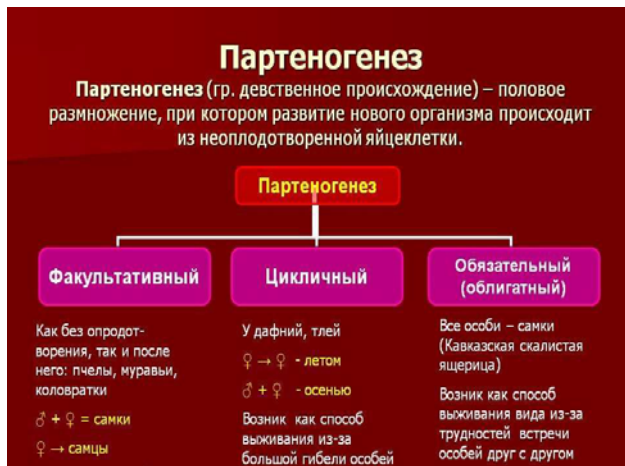 Партеногенез
Партеногенез (гр. девственное происхождение) – половое
размножение, при котором развитие нового организма происходит
из неоплодотворенной яйцеклетки.
Партеногенез
Факультативный
Как без опродот-
ворения, так и после
него: пчелы, муравьи,
коловратки
♂ + ♀ = самки
♀ → самцы
Цикличный
У дафний, тлей
♀ → ♀ - летом
♂ + ♀ - осенью
Возник как способ
выживания из-за
большой гибели особей
Обязательный
(облигатный)
Все особи – самки
(Кавказская скалистая
ящерица)
Возник как способ
выживания вида из-за
трудностей встречи
особей друг с другом